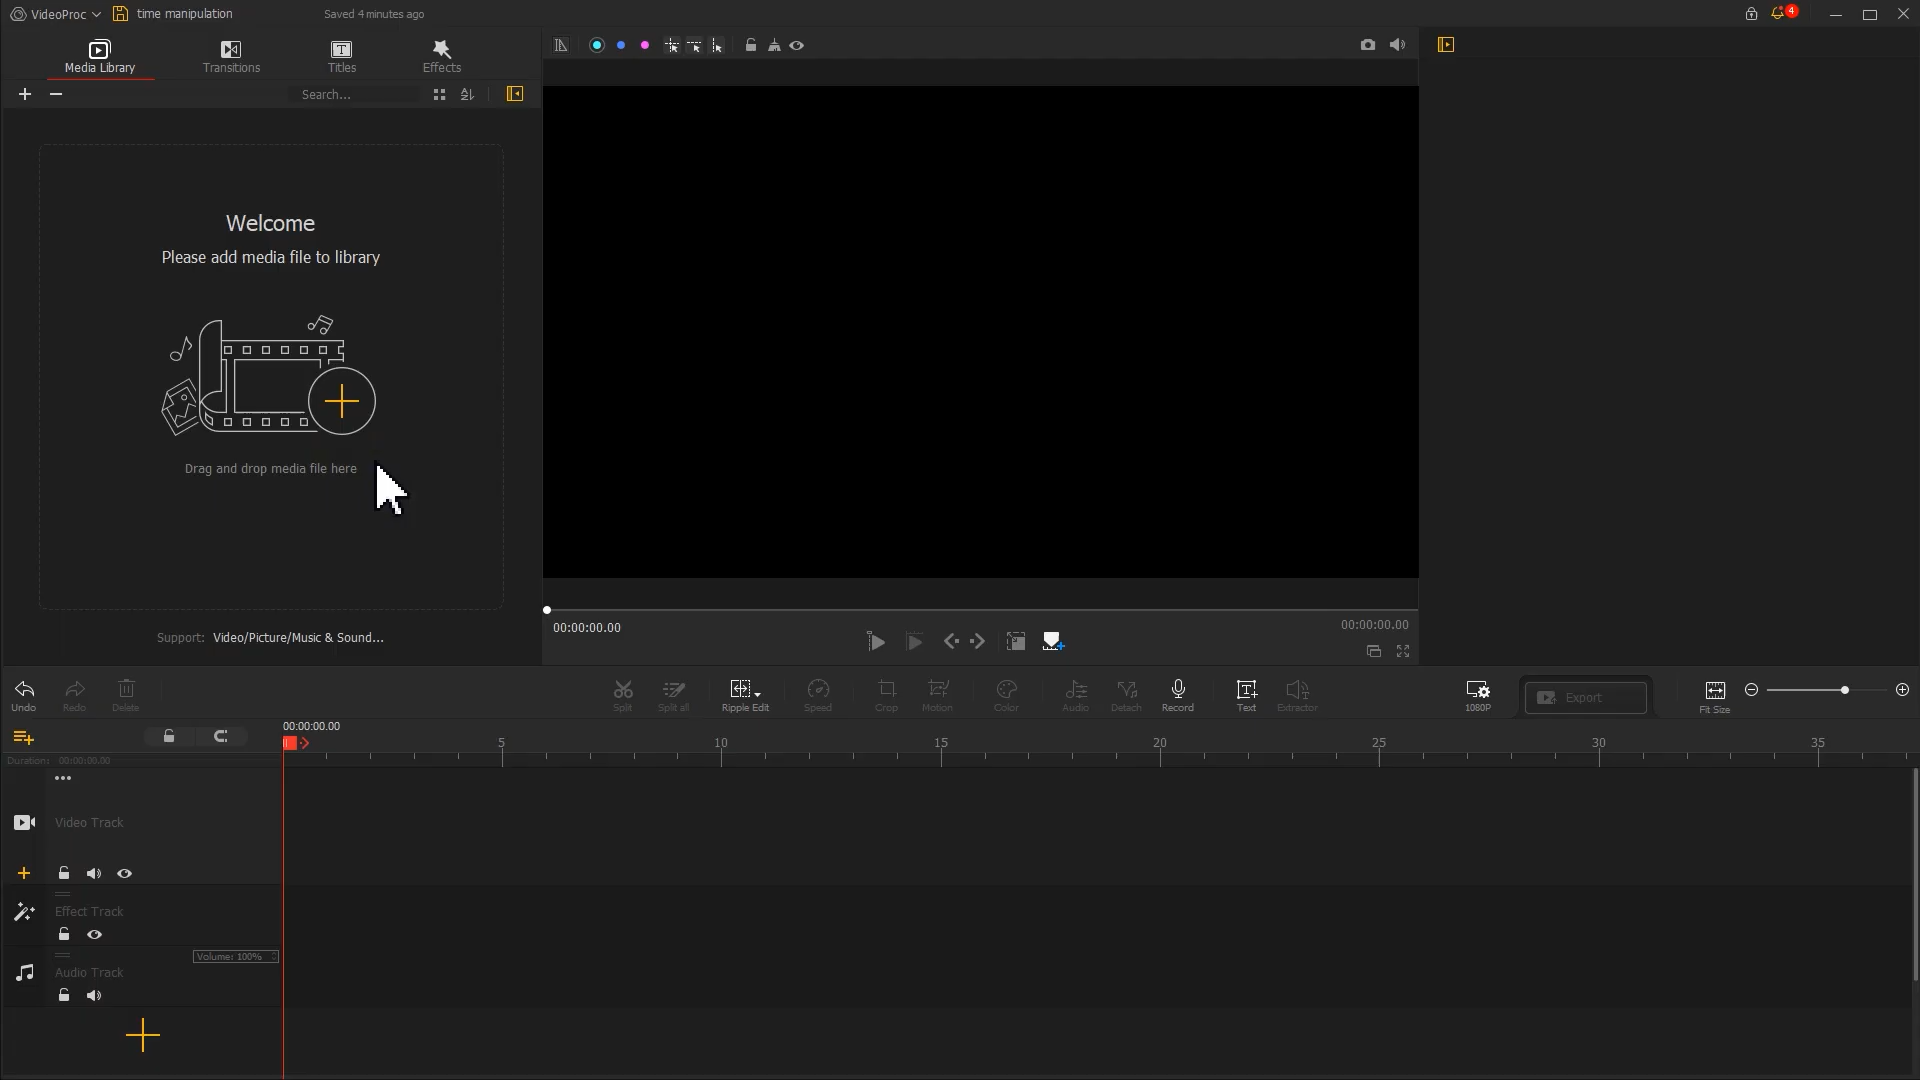 VideoProc
time manipulation
Saved 4 minutes ago
4
Media Library
Transitions
Titles
Effects
Search...
Welcome
Please add media file to library
Drag and drop media file here
Support: Video/Picture/Music & Sound...
00:00:00.00
00:00:00.00
Undo
Redo
Delete
Split
Split all
Ripple Edit
Speed
Crop
Motion
Color
Audio
Detach
Record
Text
Extractor
1080P
Export
Fit Size
00:00:00.00
5
10
15
20
25
30
35
Duration: 00:00:00.00
Video Track
Effect Track
Volume: 100%
Audio Track